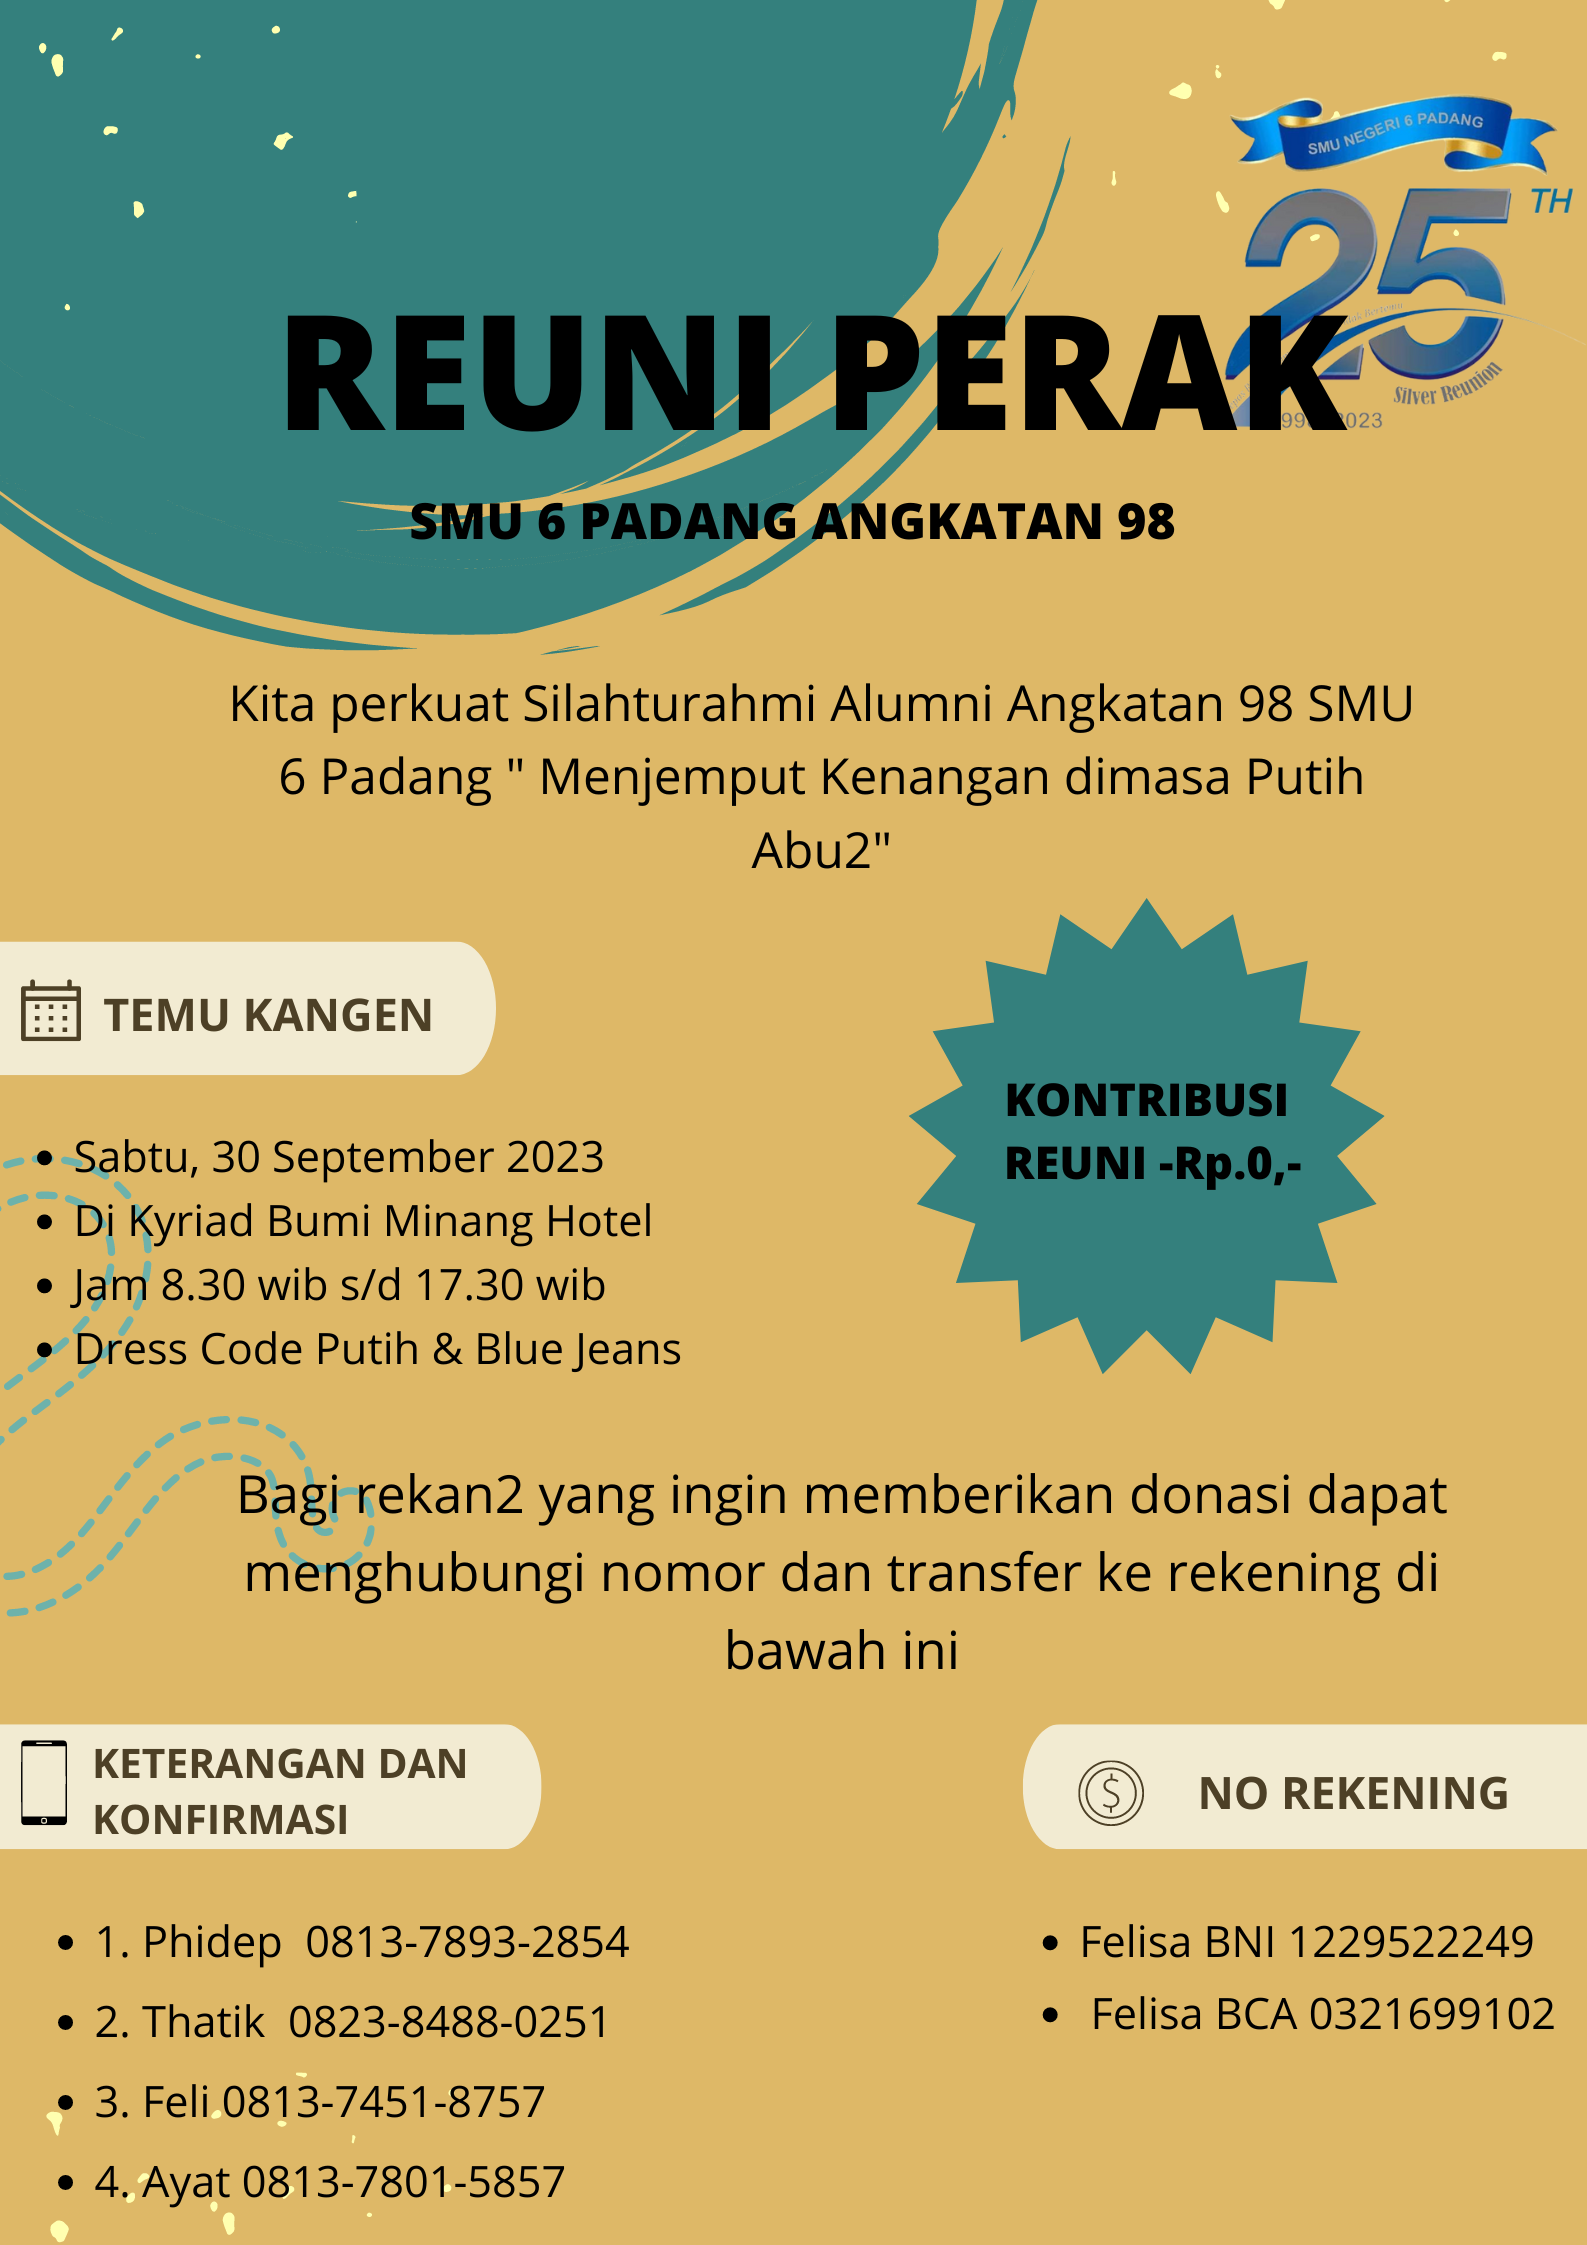 SMU NEGERI 6 PADANG
25 TH
Silver Reunion
REUNI PERAK
SMU 6 PADANG ANGKATAN 98
Kita perkuat Silahturahmi Alumni Angkatan 98 SMU
6 Padang " Menjemput Kenangan dimasa Putih
Abu2"
TEMU KANGEN
• Sabtu, 30 September 2023
• Di Kyriad Bumi Minang Hotel
• Jam 8.30 wib s/d 17.30 wib
• Dress Code Putih & Blue Jeans
KONTRIBUSI
REUNI -Rp.0,-
Bagi rekan2 yang ingin memberikan donasi dapat
menghubungi nomor dan transfer ke rekening di
bawah ini
KETERANGAN DAN
KONFIRMASI
• 1. Phidep  0813-7893-2854
• 2. Thatik  0823-8488-0251
• 3. Feli 0813-7451-8757
• 4. Ayat 0813-7801-5857
NO REKENING
• Felisa BNI 1229522249
• Felisa BCA 0321699102